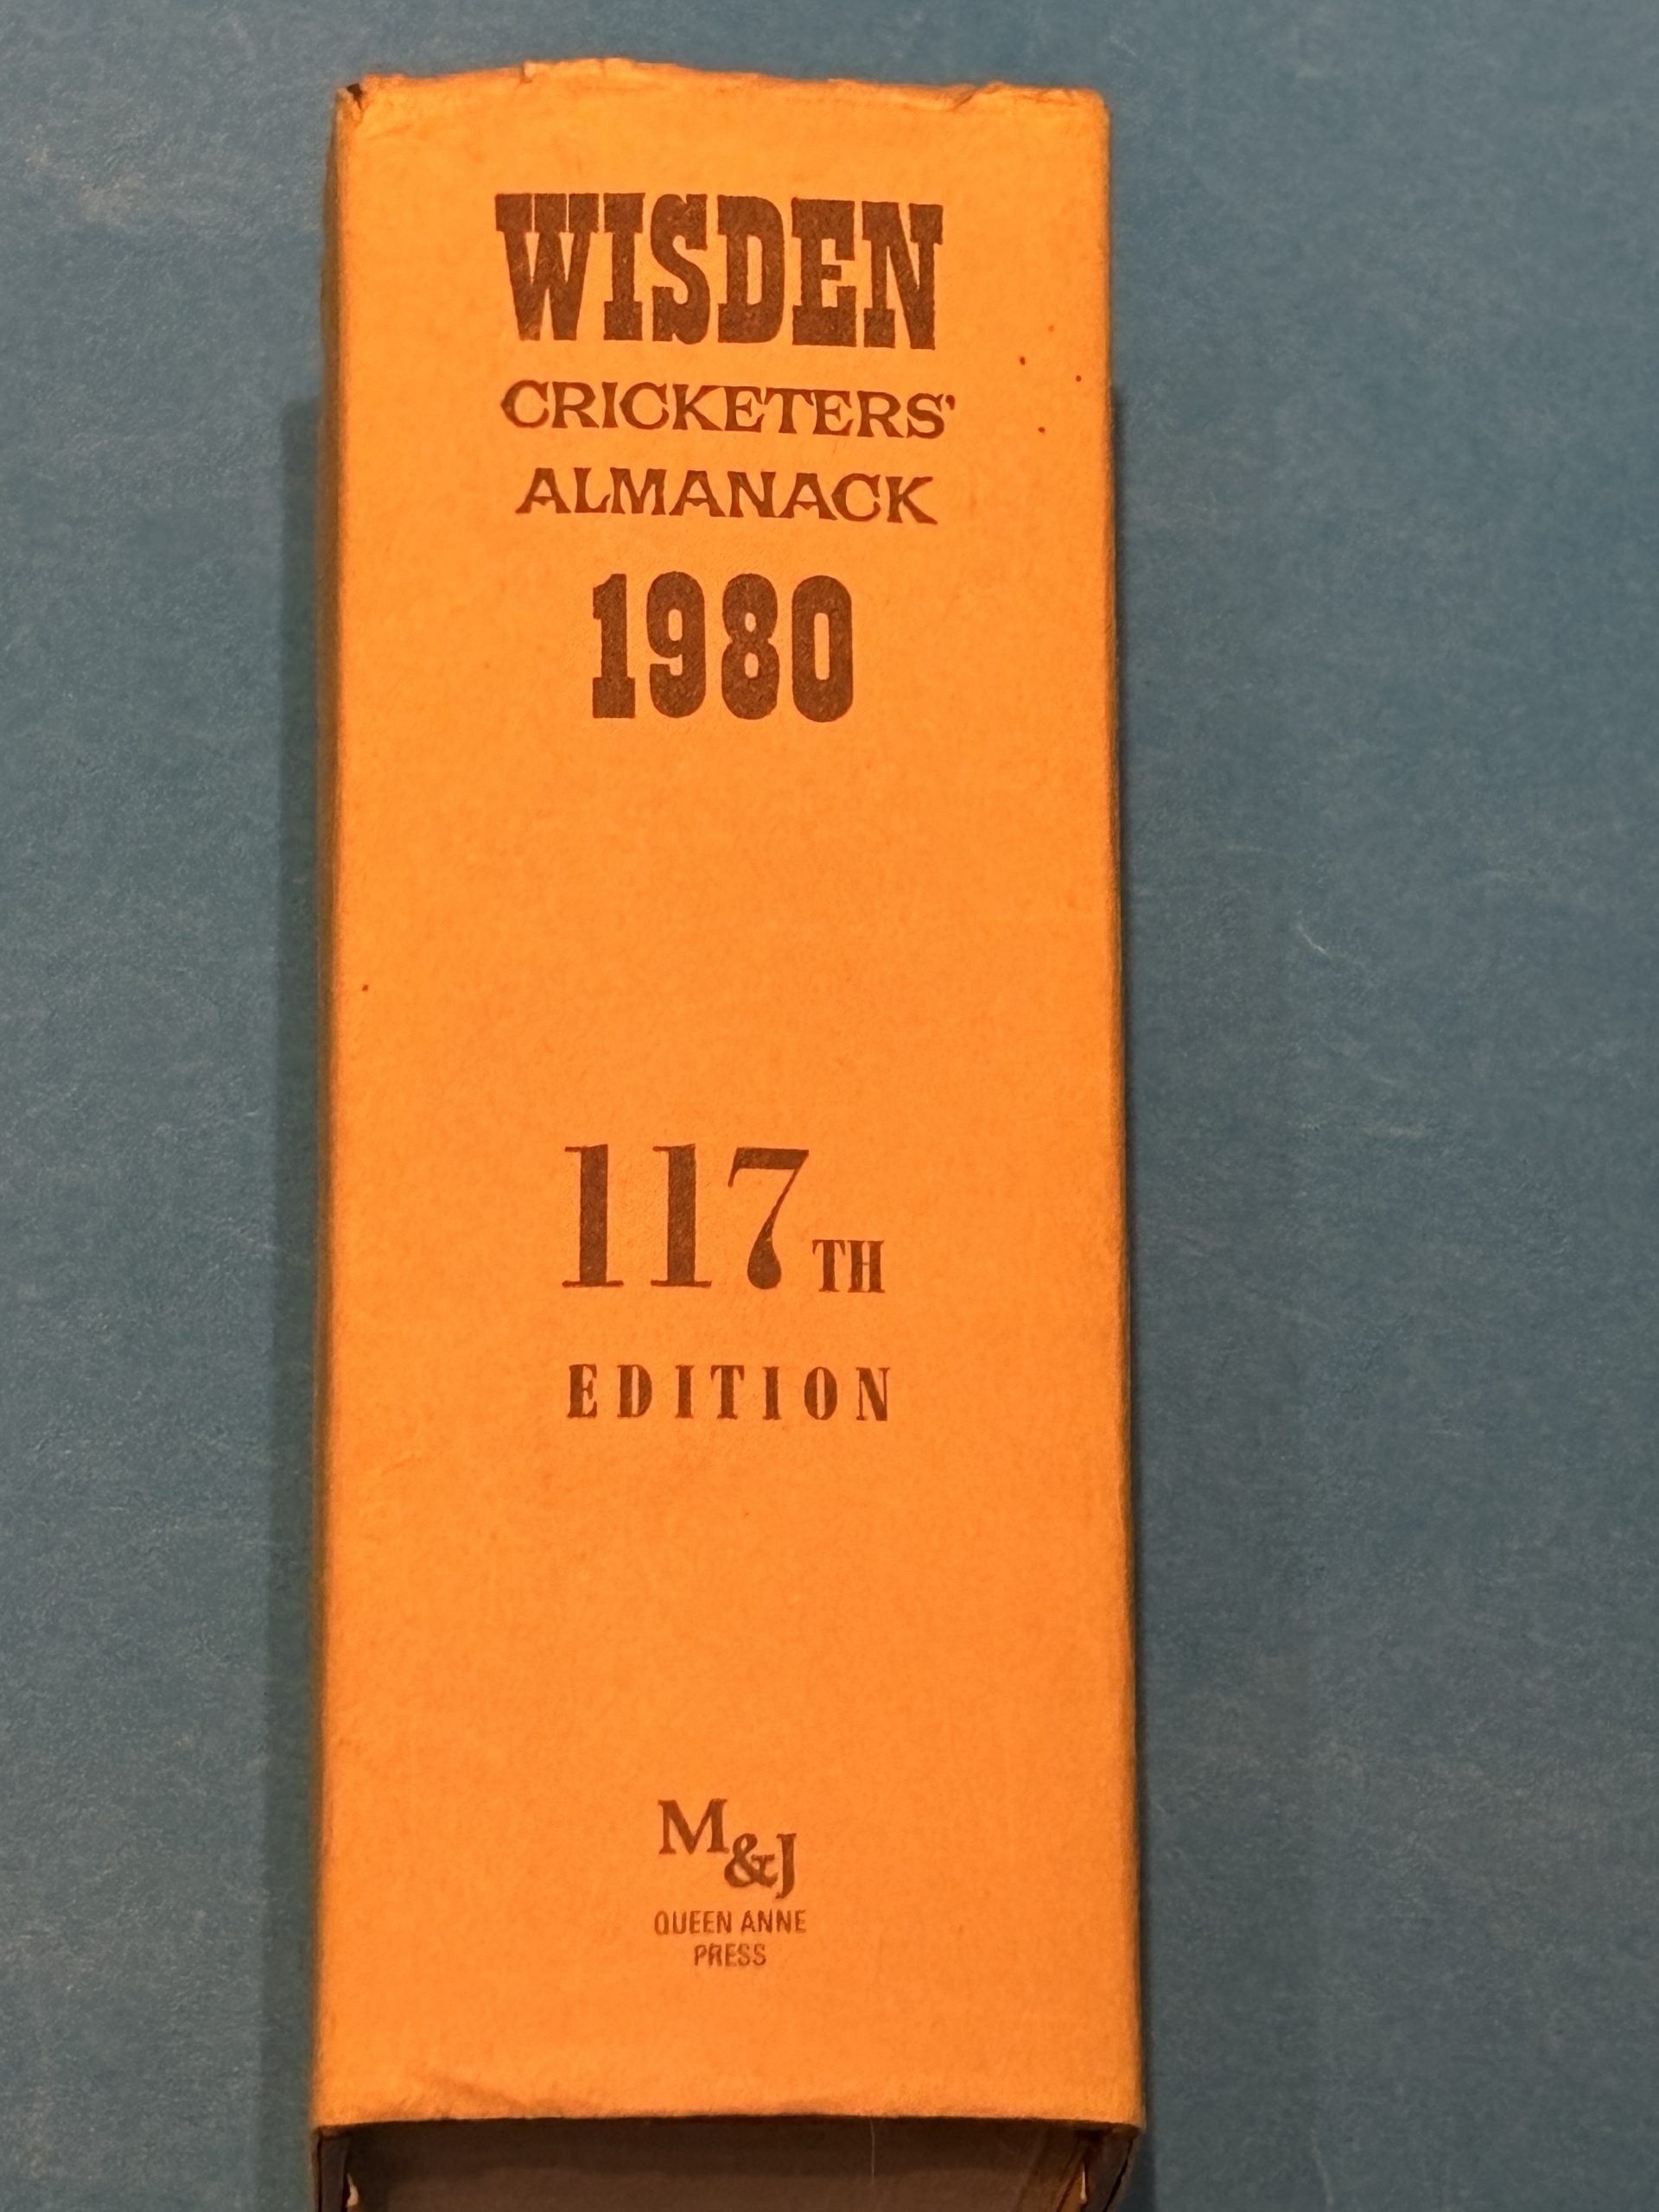 WISDEN
CRICKETERS'
ALMANACK
1980
117TH
EDITION
M&J
QUEEN ANNE
PRESS